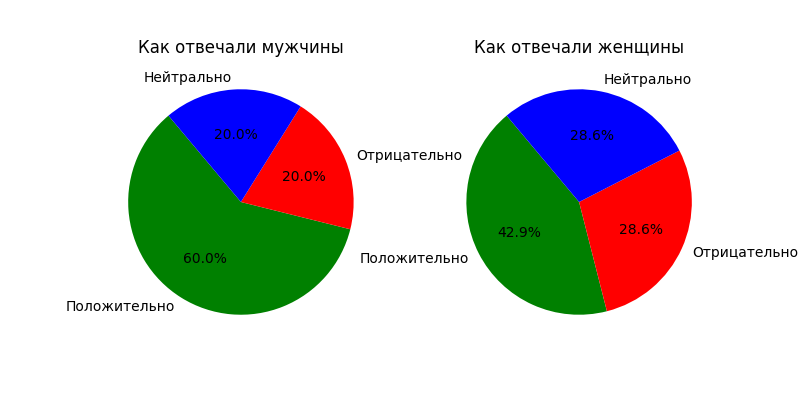 Как отвечали мужчины
Нейтрально
20.0%
Отрицательно
20.0%
60.0%
Положительно
Как отвечали женщины
Нейтрально
28.6%
42.9%
28.6%
Отрицательно
Положительно